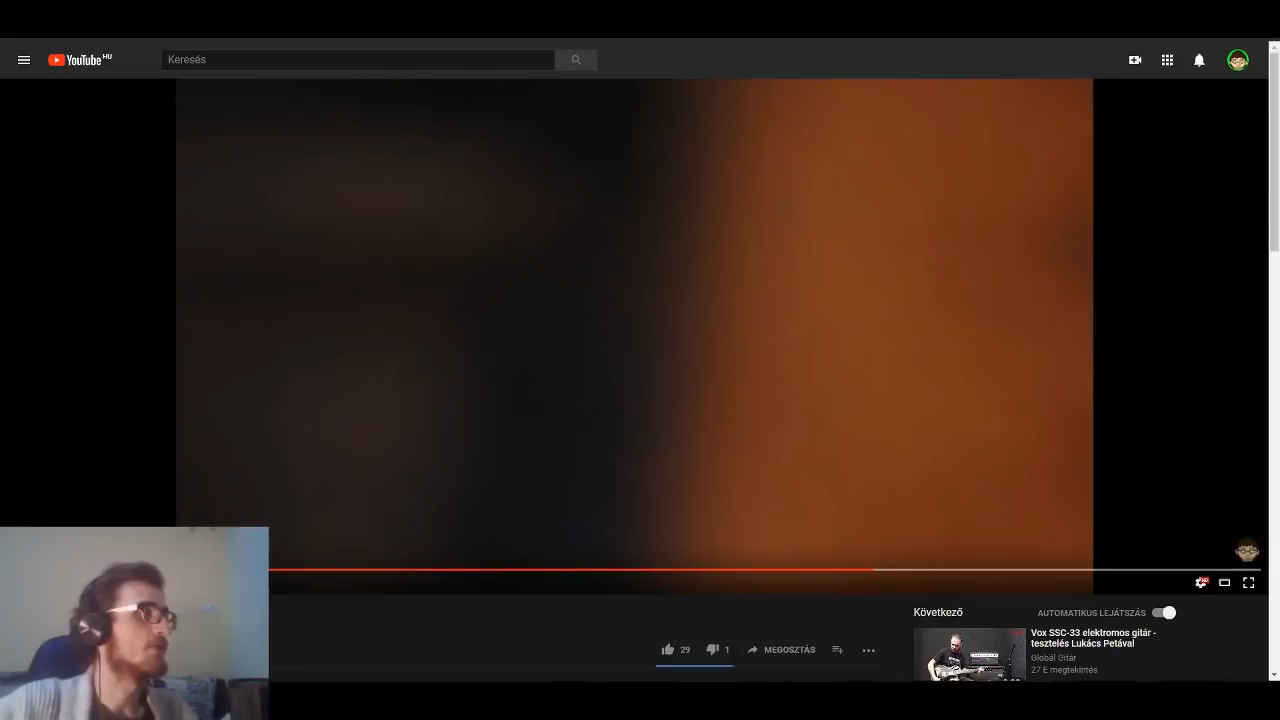 YouTube HU
Keresés
HD
Következő
AUTOMATIKUS LEJÁTSZÁS
29
1
MEGOSZTÁS
Vox SSC-33 elektromos gitár -
tesztelés Lukács Petával
Globál Gitár
27 E megtekintés